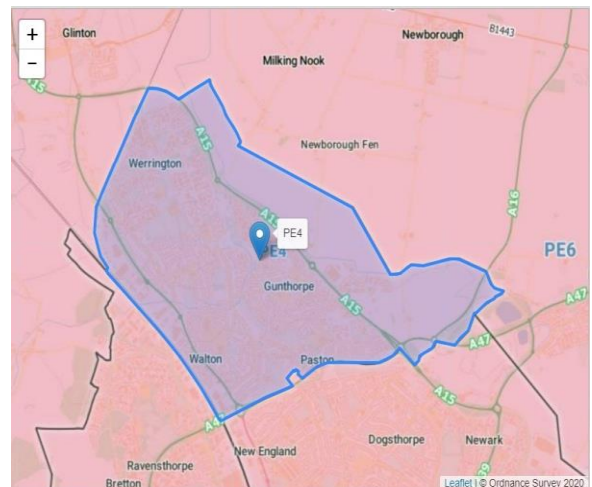 +
−
Glinton
Newborough
B1443
Milking Nook
A15
A15
Newborough Fen
Werrington
A16
PE4
PE4
PE6
Gunthorpe
A15
A47
Walton
Paston
A47
A15
New England
Dogsthorpe
Newark
Ravensthorpe
Bretton
Leaflet | © Ordnance Survey 2020